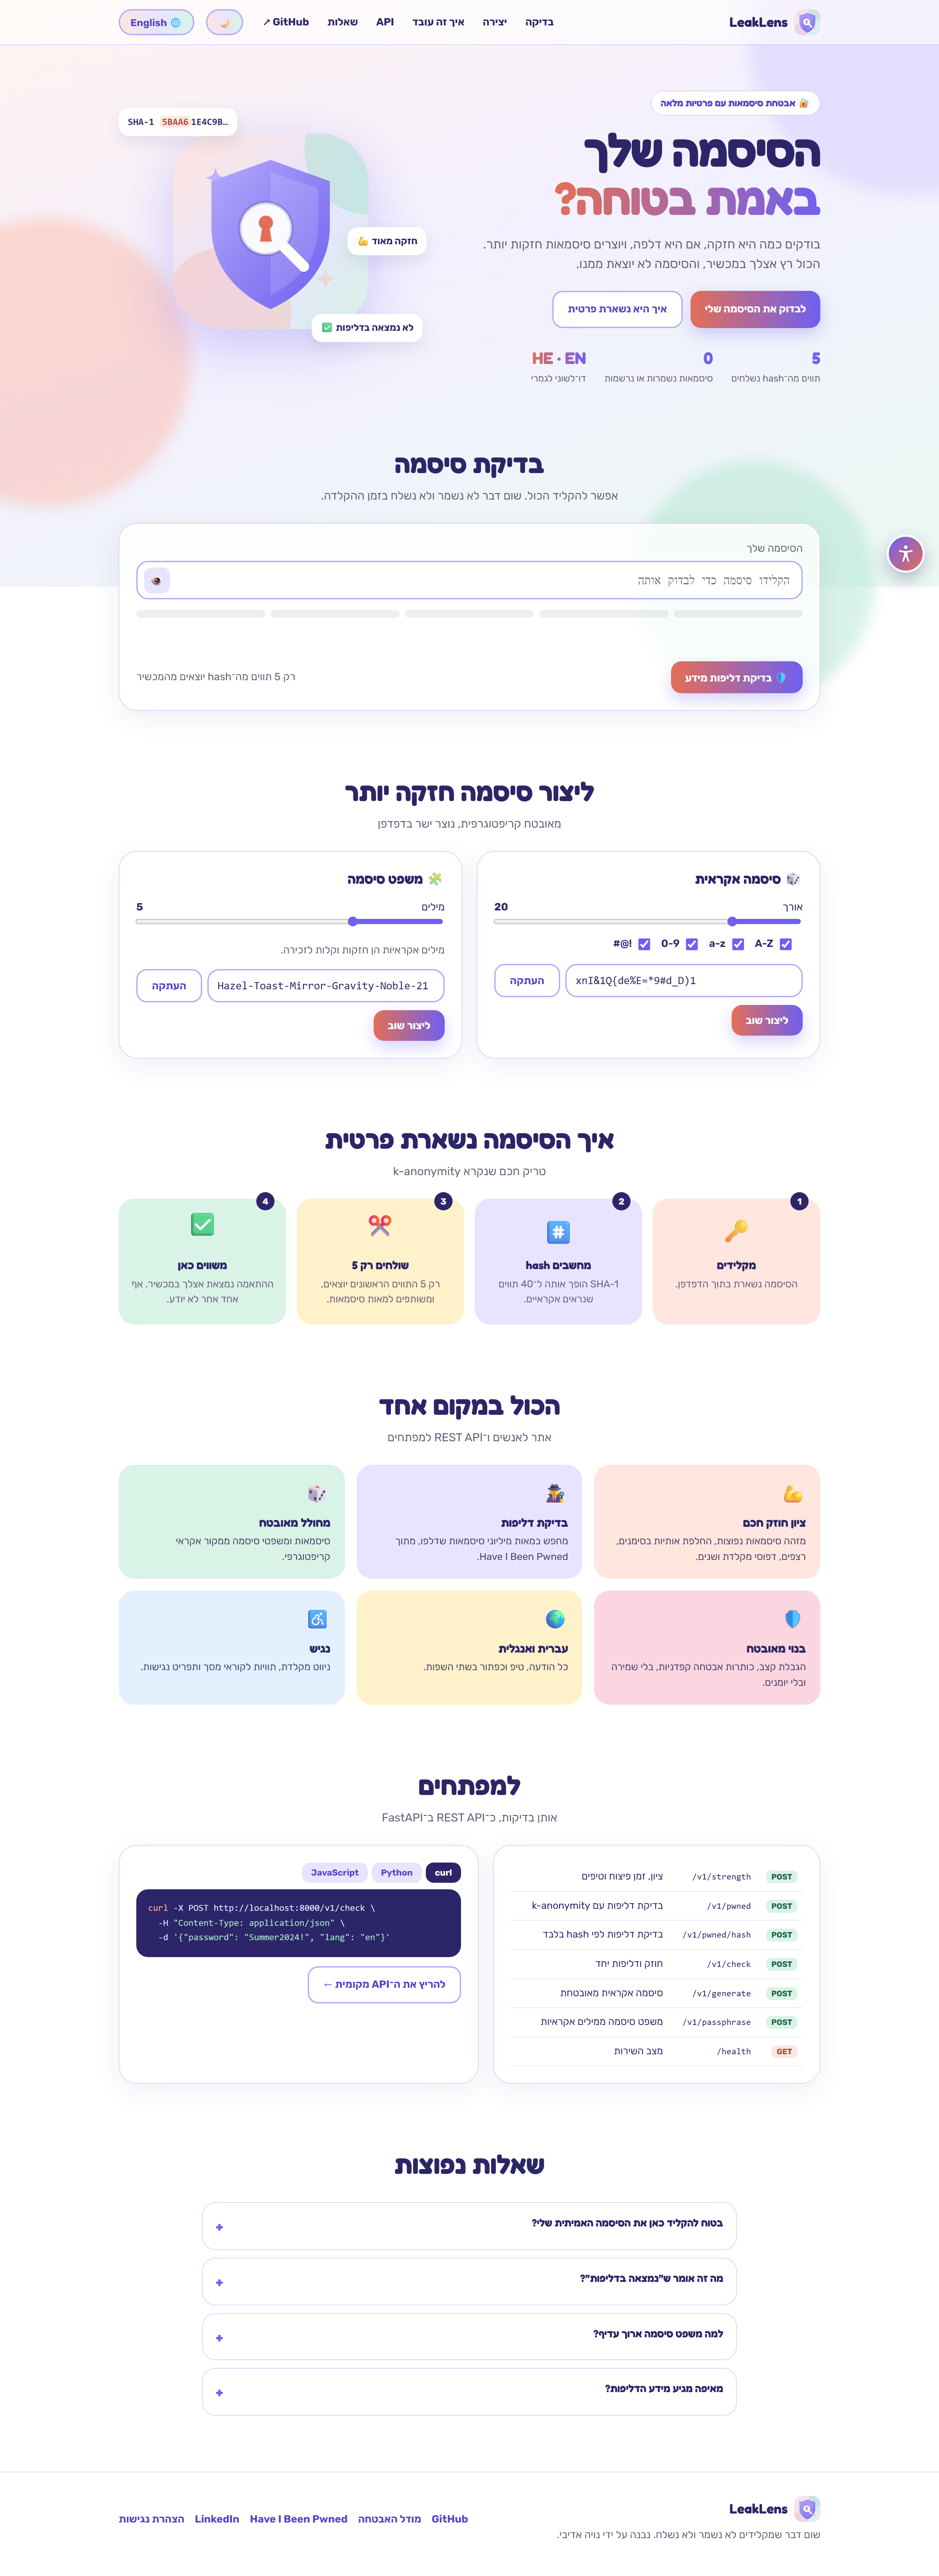 LeakLens
בדיקה
יצירה
איך זה עובד
API
שאלות
GitHub ↗
🌙
🌐 English
🔐 אבטחת סיסמאות עם פרטיות מלאה
הסיסמה שלך
באמת בטוחה?
בודקים כמה היא חזקה, אם היא דלפה, ויוצרים סיסמאות חזקות יותר.
הכול רץ אצלך במכשיר, והסיסמה לא יוצאת ממנו.
לבדוק את הסיסמה שלי
איך היא נשארת פרטית
5
תווים מה־hash נשלחים
0
סיסמאות נשמרות או נרשמות
HE · EN
דו־לשוני לגמרי
SHA-1 5BAA61E4C9B…
חזקה מאוד 💪
לא נמצאה בדליפות ✅
בדיקת סיסמה
אפשר להקליד הכול. שום דבר לא נשמר ולא נשלח בזמן ההקלדה.
הסיסמה שלך
הקלידו סיסמה כדי לבדוק אותה
🛡️ בדיקת דליפות מידע
רק 5 תווים מה־hash יוצאים מהמכשיר
ליצור סיסמה חזקה יותר
מאובטח קריפטוגרפית, נוצר ישר בדפדפן
🎲 סיסמה אקראית
אורך
20
A-Z
a-z
0-9
!@#
xnI&1Q{de%E=*9#d_D)1
העתקה
ליצור שוב
🧩 משפט סיסמה
מילים
5
מילים אקראיות הן חזקות וקלות לזכירה.
Hazel-Toast-Mirror-Gravity-Noble-21
העתקה
ליצור שוב
איך הסיסמה נשארת פרטית
טריק חכם שנקרא k-anonymity
1
🔑
מקלידים
הסיסמה נשארת בתוך הדפדפן.
2
#️⃣
מחשבים hash
SHA-1 הופך אותה ל־40 תווים
שנראים אקראיים.
3
✂️
שולחים רק 5
רק 5 התווים הראשונים יוצאים,
ומשותפים למאות סיסמאות.
4
✅
משווים כאן
ההתאמה נמצאת אצלך במכשיר. אף
אחד אחר לא יודע.
הכול במקום אחד
אתר לאנשים ו־REST API למפתחים
💪
ציון חוזק חכם
מזהה סיסמאות נפוצות, החלפת אותיות בסימנים,
רצפים, דפוסי מקלדת ושנים.
🕵️
בדיקת דליפות
מחפש במאות מיליוני סיסמאות שדלפו, מתוך
Have I Been Pwned.
🎲
מחולל מאובטח
סיסמאות ומשפטי סיסמה ממקור אקראי
קריפטוגרפי.
🛡️
בנוי מאובטח
הגבלת קצב, כותרות אבטחה קפדניות, בלי שמירה
ובלי יומנים.
🌍
עברית ואנגלית
כל הודעה, טיפ וכפתור בשתי השפות.
♿
נגיש
ניווט מקלדת, תוויות לקוראי מסך ותפריט נגישות.
למפתחים
אותן בדיקות, כ־REST API ב־FastAPI
POST /v1/strength ציון, זמן פיצוח וטיפים
POST /v1/pwned בדיקת דליפות עם k-anonymity
POST /v1/pwned/hash בדיקת דליפות לפי hash בלבד
POST /v1/check חוזק ודליפות יחד
POST /v1/generate סיסמה אקראית מאובטחת
POST /v1/passphrase משפט סיסמה ממילים אקראיות
GET /health מצב השירות
curl
Python
JavaScript
curl -X POST http://localhost:8000/v1/check \
-H "Content-Type: application/json" \
-d '{"password": "Summer2024!", "lang": "en"}'
להריץ את ה־API מקומית ←
שאלות נפוצות
בטוח להקליד כאן את הסיסמה האמיתית שלי?
+
מה זה אומר ש"נמצאה בדליפות"?
+
למה משפט סיסמה ארוך עדיף?
+
מאיפה מגיע מידע הדליפות?
+
LeakLens
שום דבר שמקלידים לא נשמר ולא נשלח. נבנה על ידי נויה אדיבי.
GitHub
מודל האבטחה
Have I Been Pwned
LinkedIn
הצהרת נגישות